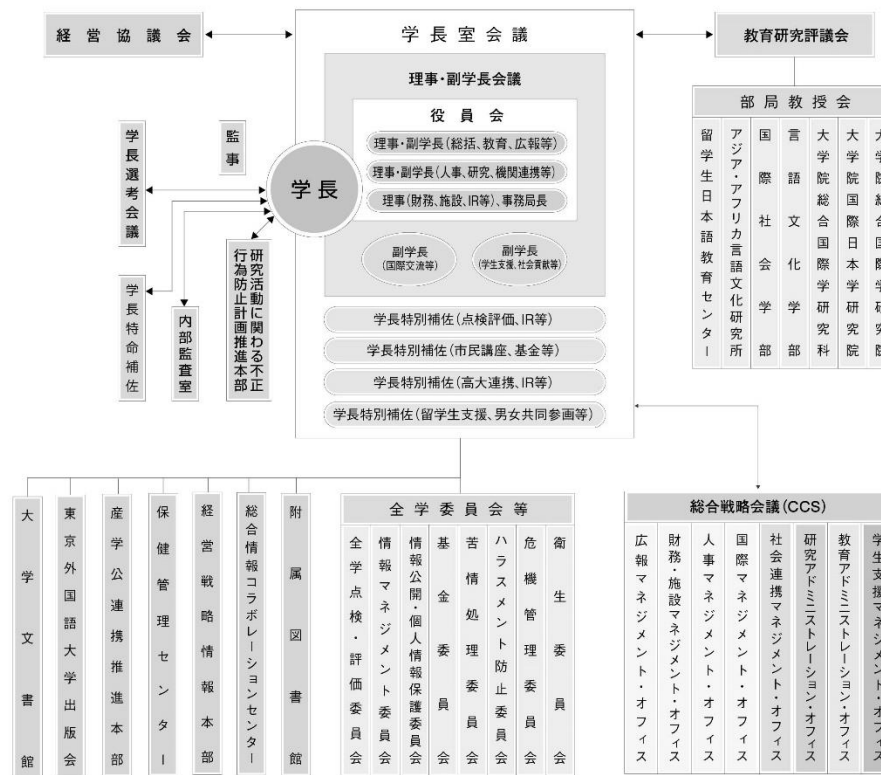 経営協議会
学長室会議
教育研究評議会
理事・副学長会議
役員会
理事・副学長(総括、教育、広報等)
理事・副学長(人事、研究、機関連携等)
理事(財務、施設、IR等)、事務局長
学長
副学長
(国際交流等)
副学長
(学生支援、社会貢献等)
学長特別補佐(点検評価、IR等)
学長特別補佐(市民講座、基金等)
学長特別補佐(高大連携、IR等)
学長特別補佐(留学生支援、男女共同参画等)
監事
学長選考会議
研究活動に関わる不正
行為防止計画推進本部
内部監査室
学長特命補佐
部局教授会
大学院総合国際学研究院
大学院国際日本学研究院
大学院総合国際学研究科
言語文化学部
国際社会学部
アジア・アフリカ言語文化研究所
留学生日本語教育センター
附属図書館
総合情報コラボレーションセンター
経営戦略情報本部
保健管理センター
産学公連携推進本部
東京外国語大学出版会
大学文書館
全学委員会等
衛生委員会
危機管理委員会
ハラスメント防止委員会
苦情処理委員会
基金委員会
情報公開・個人情報保護委員会
情報マネジメント委員会
全学点検・評価委員会
総合戦略会議(CCS)
学生支援マネジメント・オフィス
教育アドミニストレーション・オフィス
研究アドミニストレーション・オフィス
社会連携マネジメント・オフィス
国際マネジメント・オフィス
人事マネジメント・オフィス
財務・施設マネジメント・オフィス
広報マネジメント・オフィス